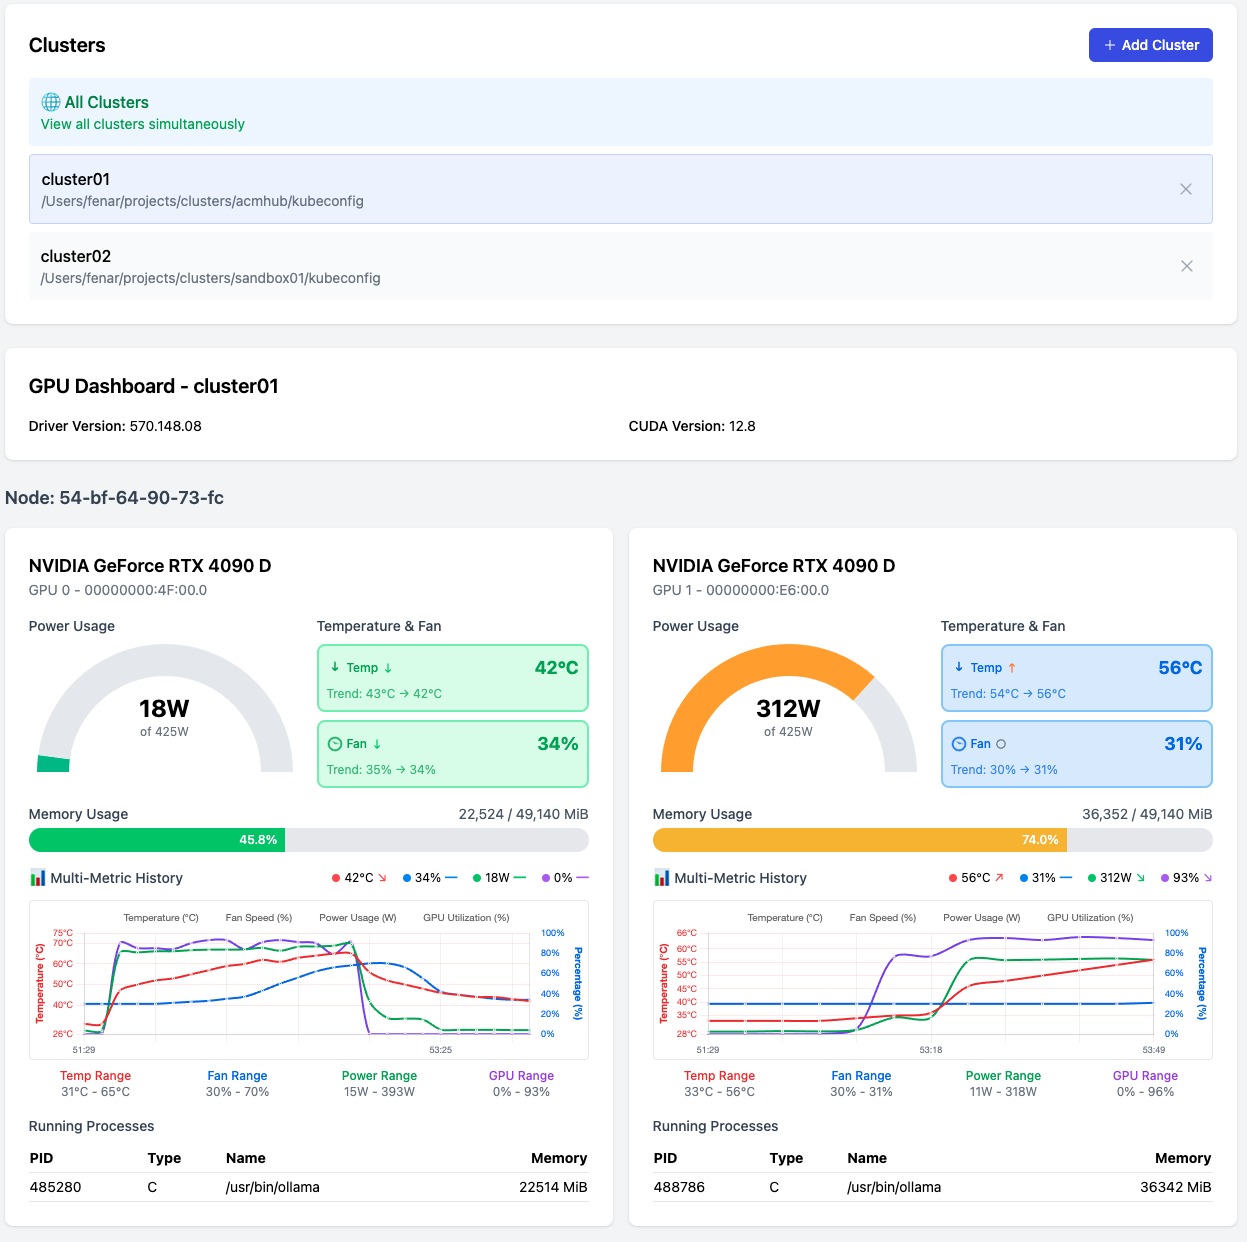 Clusters
+ Add Cluster
All Clusters
View all clusters simultaneously
cluster01
/Users/fenar/projects/clusters/acmhub/kubeconfig
cluster02
/Users/fenar/projects/clusters/sandbox01/kubeconfig
GPU Dashboard - cluster01
Driver Version: 570.148.08
CUDA Version: 12.8
Node: 54-bf-64-90-73-fc
NVIDIA GeForce RTX 4090 D
GPU 0 - 00000000:4F:00.0
Power Usage
18W
of 425W
Temperature & Fan
↓ Temp ↓ 42°C
Trend: 43°C → 42°C
Fan ↓ 34%
Trend: 35% → 34%
Memory Usage 22,524 / 49,140 MiB
45.8%
Multi-Metric History 42°C ↘ 34% — 18W — 0% —
Temperature (°C) Fan Speed (%) Power Usage (W) GPU Utilization (%)
Temperature (°C)
75°C
70°C
60°C
50°C
40°C
26°C
100%
80%
60%
40%
20%
0%
Percentage (%)
51:29 53:25
Temp Range Fan Range Power Range GPU Range
31°C - 65°C 30% - 70% 15W - 393W 0% - 93%
Running Processes
PID Type Name Memory
485280 C /usr/bin/ollama 22514 MiB
NVIDIA GeForce RTX 4090 D
GPU 1 - 00000000:E6:00.0
Power Usage
312W
of 425W
Temperature & Fan
↓ Temp ↑ 56°C
Trend: 54°C → 56°C
Fan 31%
Trend: 30% → 31%
Memory Usage 36,352 / 49,140 MiB
74.0%
Multi-Metric History 56°C ↗ 31% — 312W ↘ 93% ↘
Temperature (°C) Fan Speed (%) Power Usage (W) GPU Utilization (%)
Temperature (°C)
66°C
60°C
55°C
50°C
45°C
40°C
35°C
28°C
100%
80%
60%
40%
20%
0%
Percentage (%)
51:29 53:18 53:49
Temp Range Fan Range Power Range GPU Range
33°C - 56°C 30% - 31% 11W - 318W 0% - 96%
Running Processes
PID Type Name Memory
488786 C /usr/bin/ollama 36342 MiB